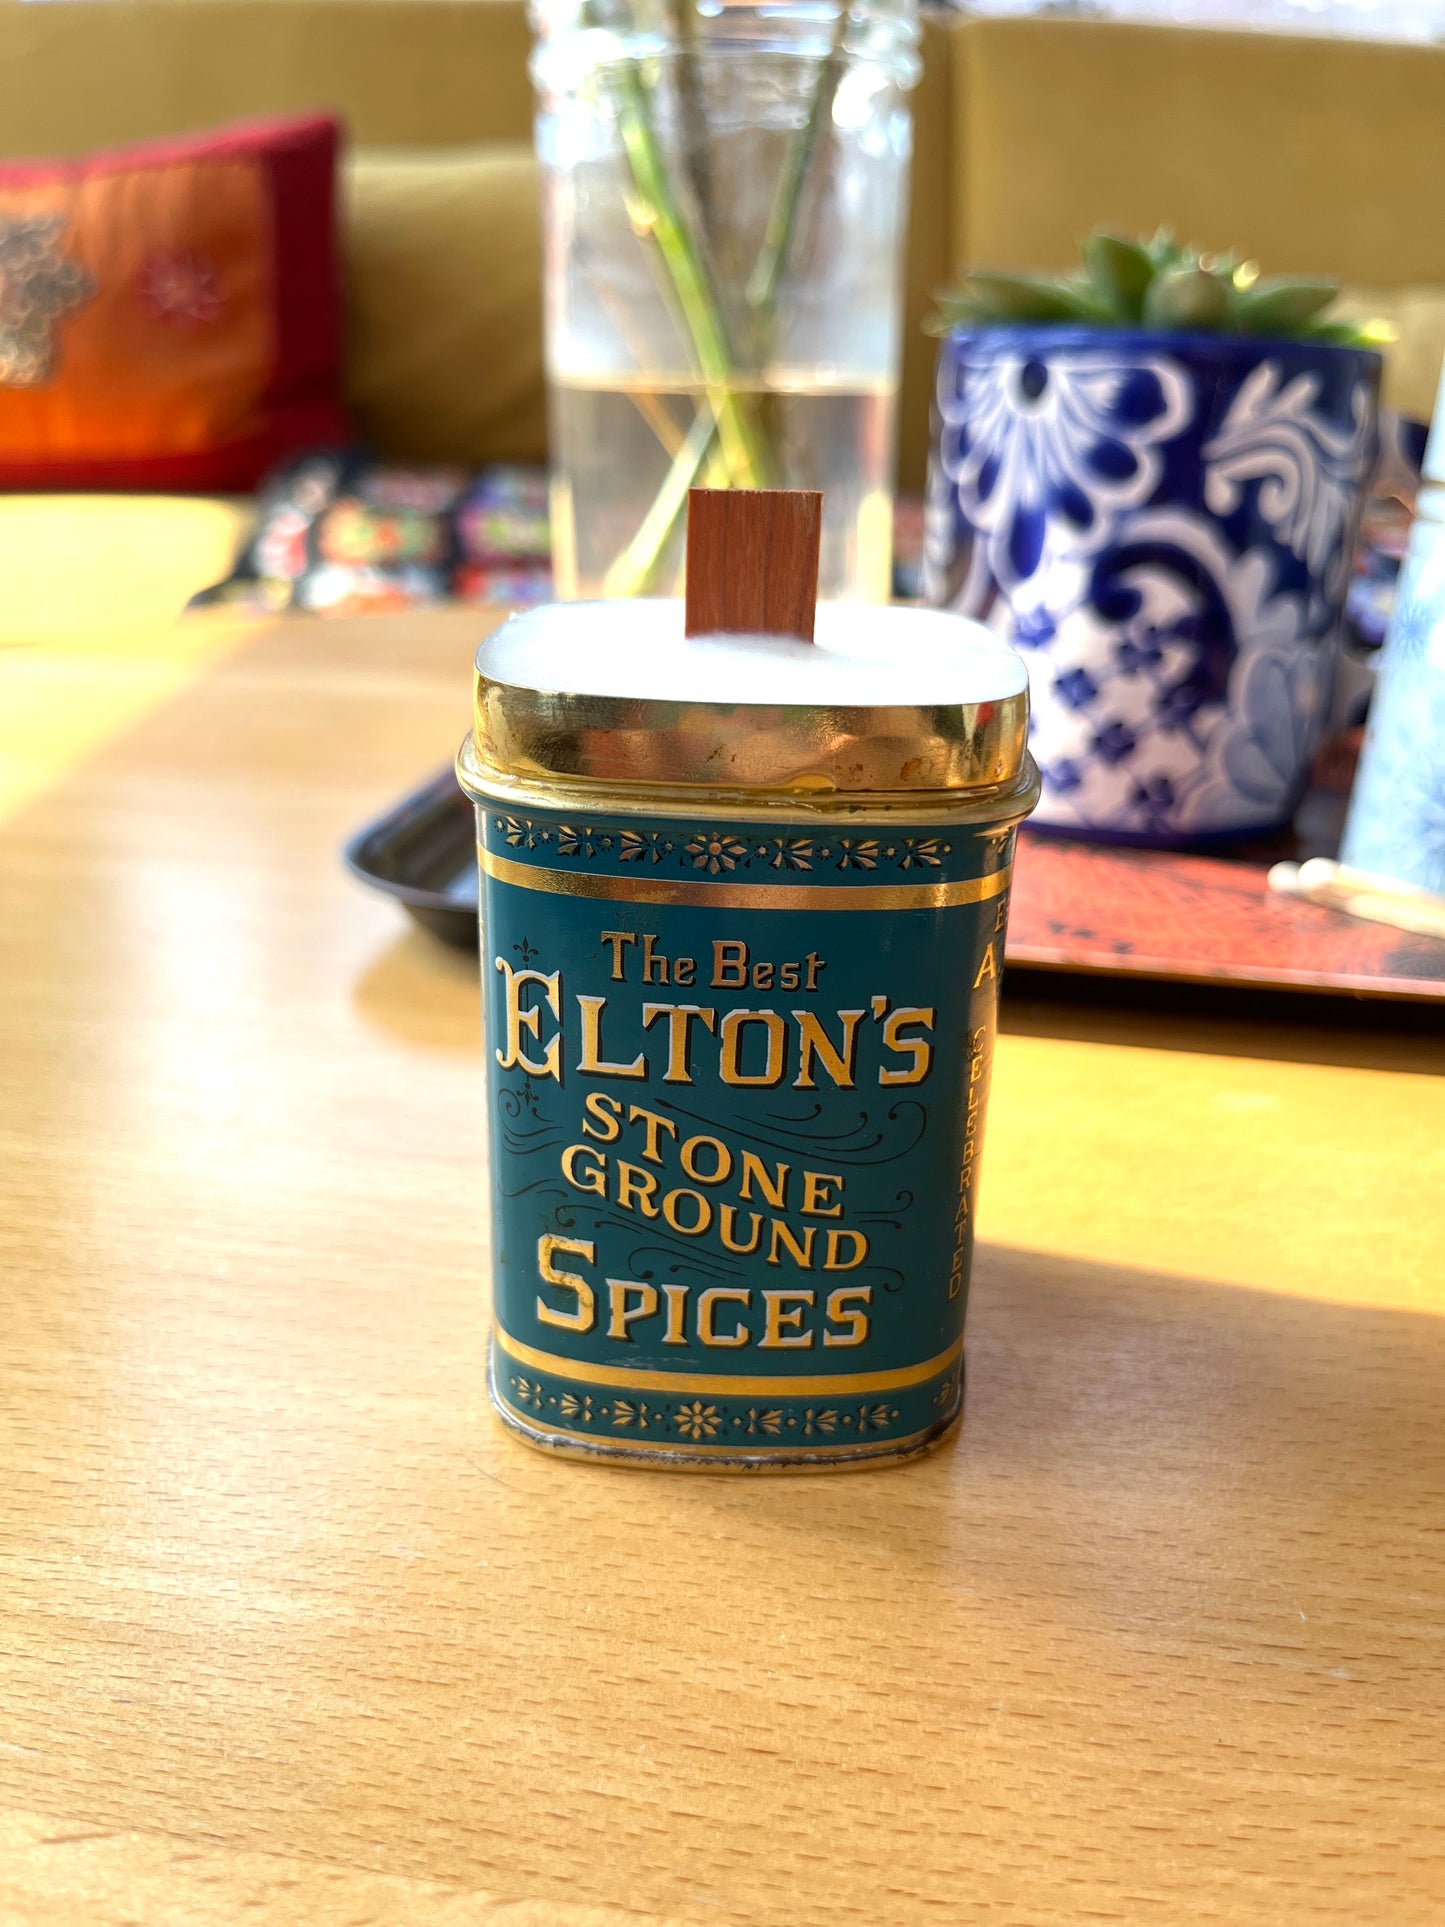 The Best
ELTON'S
STONE
GROUND
SPICES
A
CELEBRATED